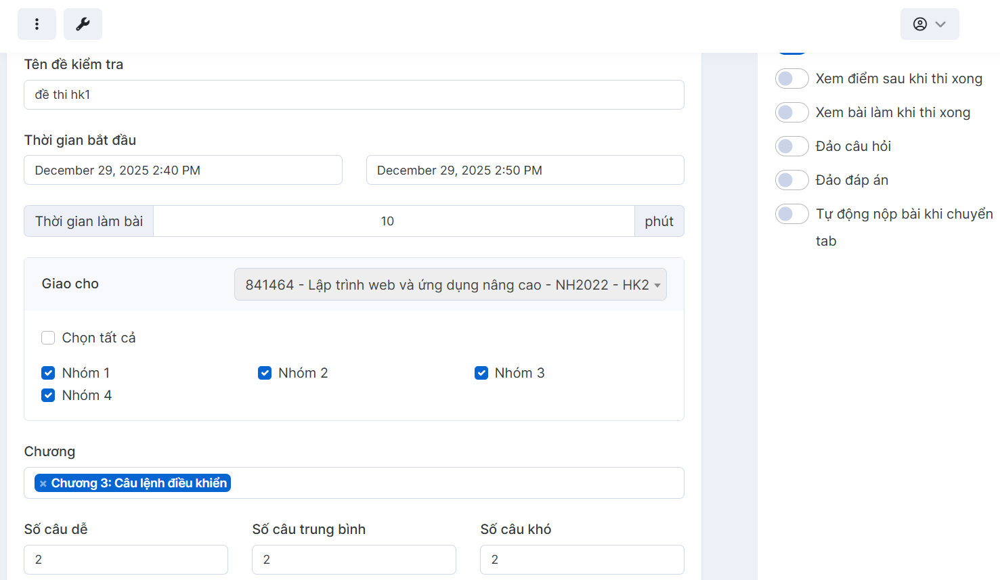 Tên đề kiểm tra
đề thi hk1
Thời gian bắt đầu
December 29, 2025 2:40 PM
December 29, 2025 2:50 PM
Thời gian làm bài
10
phút
Giao cho
841464 - Lập trình web và ứng dụng nâng cao - NH2022 - HK2
Chọn tất cả
Nhóm 1
Nhóm 2
Nhóm 3
Nhóm 4
Chương
× Chương 3: Câu lệnh điều khiển
Số câu dễ
Số câu trung bình
Số câu khó
2
2
2
Xem điểm sau khi thi xong
Xem bài làm khi thi xong
Đảo câu hỏi
Đảo đáp án
Tự động nộp bài khi chuyển
tab